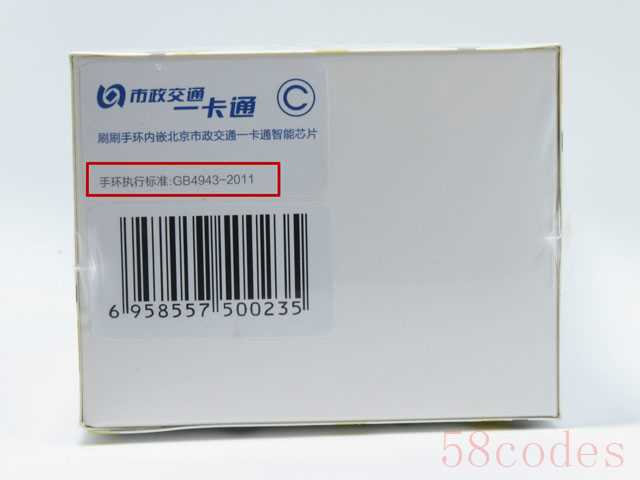 市政交通
一卡通
C
刷刷手环内嵌北京市政交通一卡通智能芯片
手环执行标准:GB4943-2011
6 958557 500235
58codes